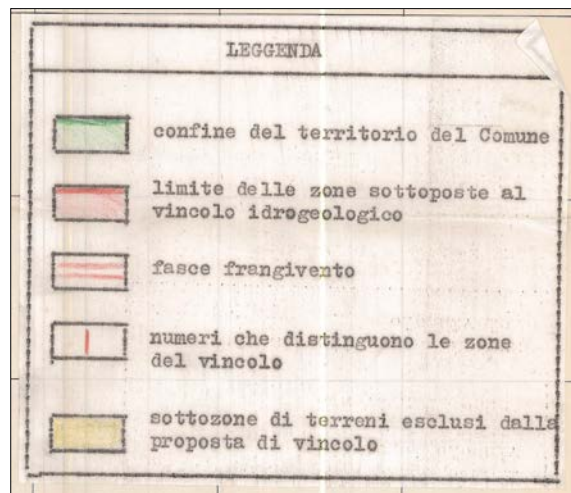 LEGGENDA
confine del territorio del Comune
limite delle zone sottoposte al
vincolo idrogeologico
fasce frangivento
numeri che distinguono le zone
del vincolo
sottozone di terreni esclusi dalla
proposta di vincolo